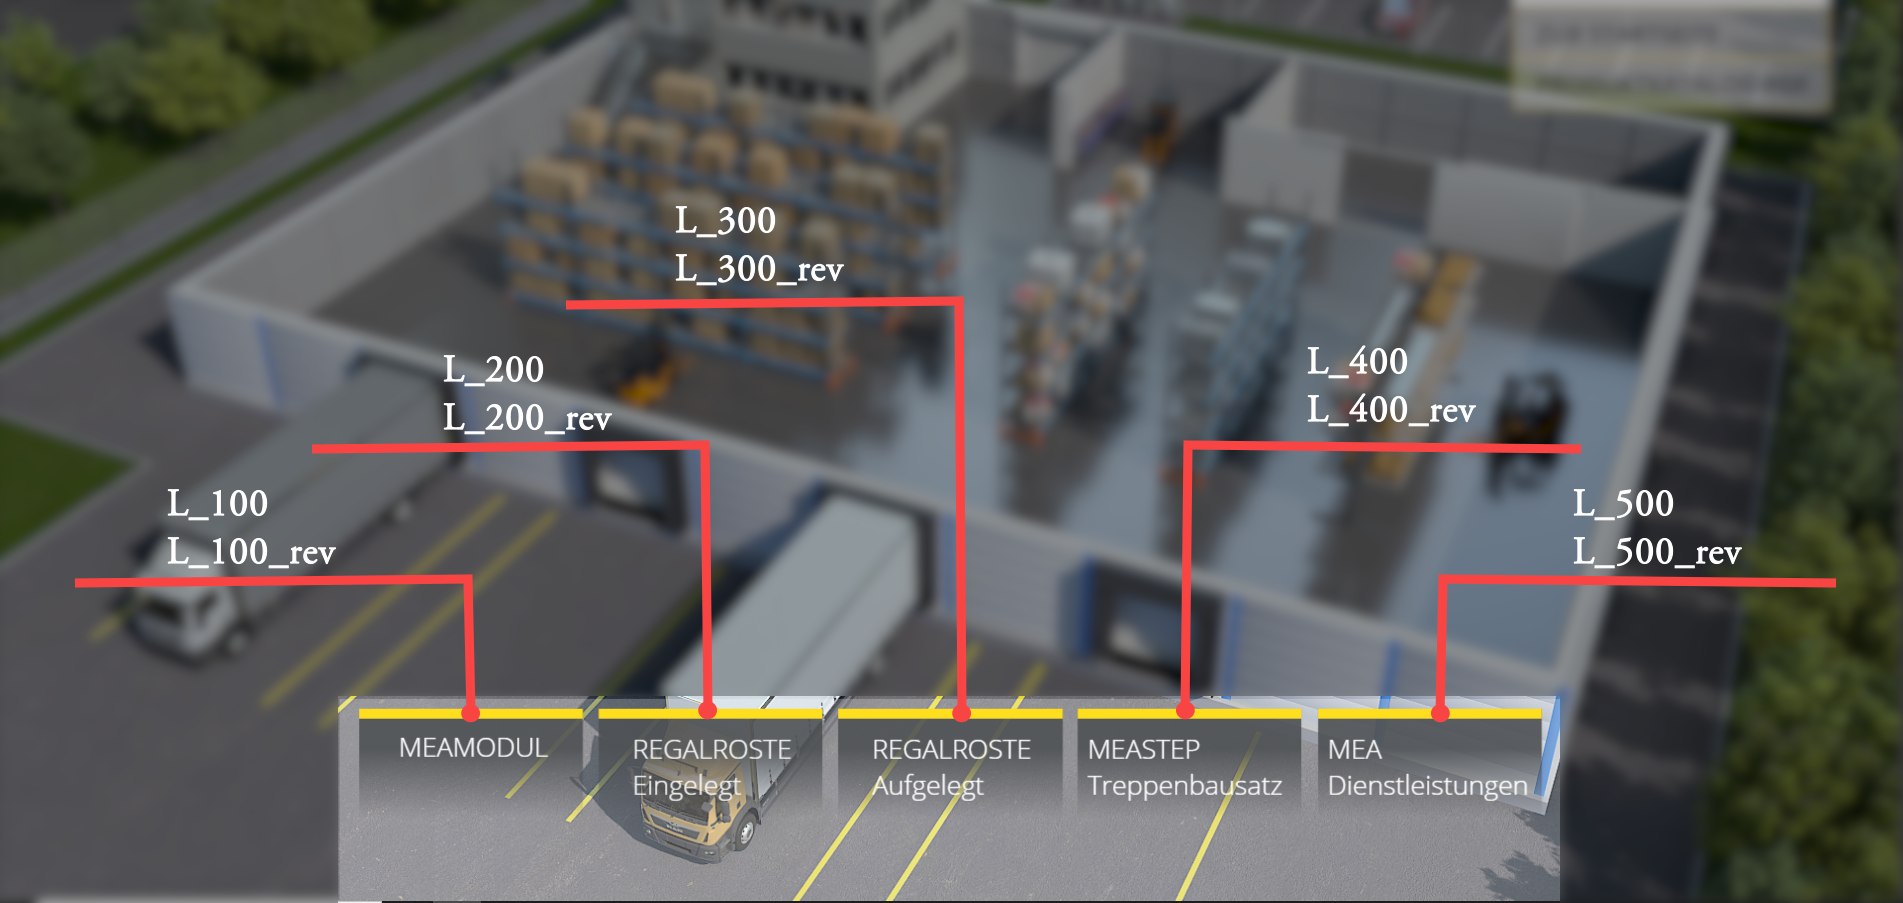 L_300
L_300_rev
L_200
L_200_rev
L_400
L_400_rev
L_100
L_100_rev
L_500
L_500_rev
MEAMODUL
REGALROSTE
Eingelegt
REGALROSTE
Aufgelegt
MEASTEP
Treppenbausatz
MEA
Dienstleistungen